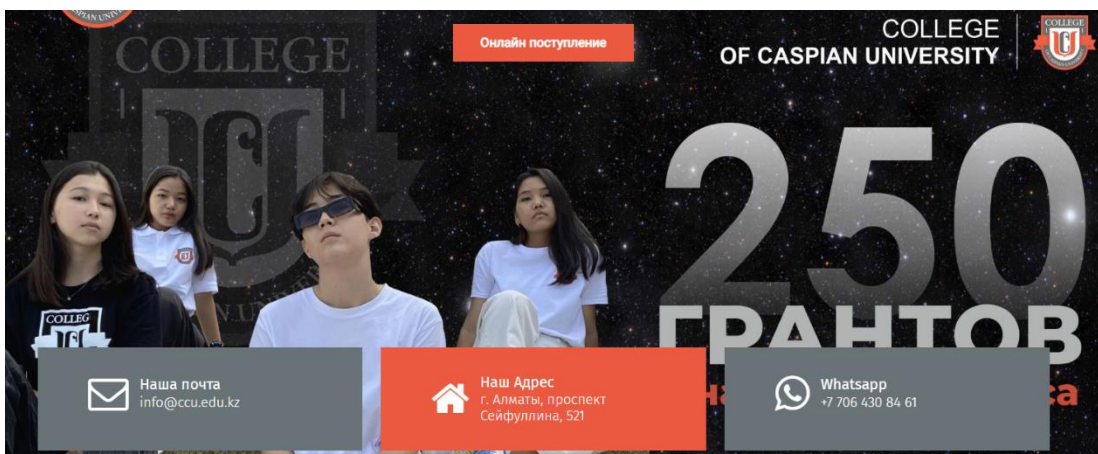 Онлайн поступление
COLLEGE
OF CASPIAN UNIVERSITY
COLLEGE
COLLEGE
250
ГРАНТОВ
Наша почта
info@ccu.edu.kz
Наш Адрес
г. Алматы, проспект
Сейфуллина, 521
Whatsapp
+7 706 430 84 61